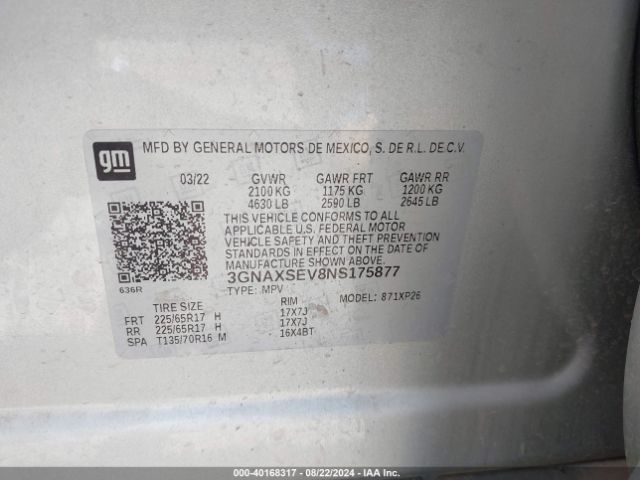 gm
MFD BY GENERAL MOTORS DE MEXICO, S. DE R.L. DE C.V.
03/22 GVWR GAWR FRT GAWR RR
2100 KG 1175 KG 1200 KG
4630 LB 2590 LB 2645 LB
THIS VEHICLE CONFORMS TO ALL
APPLICABLE U.S. FEDERAL MOTOR
VEHICLE SAFETY AND THEFT PREVENTION
STANDARDS IN EFFECT ON THE DATE OF
MANUFACTURE SHOWN ABOVE.
3GNAXSEV8NS175877
636R TYPE: MPV MODEL: 871XP26
TIRE SIZE RIM
FRT 225/65R17 H 17X7J
RR 225/65R17 H 17X7J
SPA T135/70R16 M 16X4BT
000-40168317 - 08/22/2024 - IAA Inc.